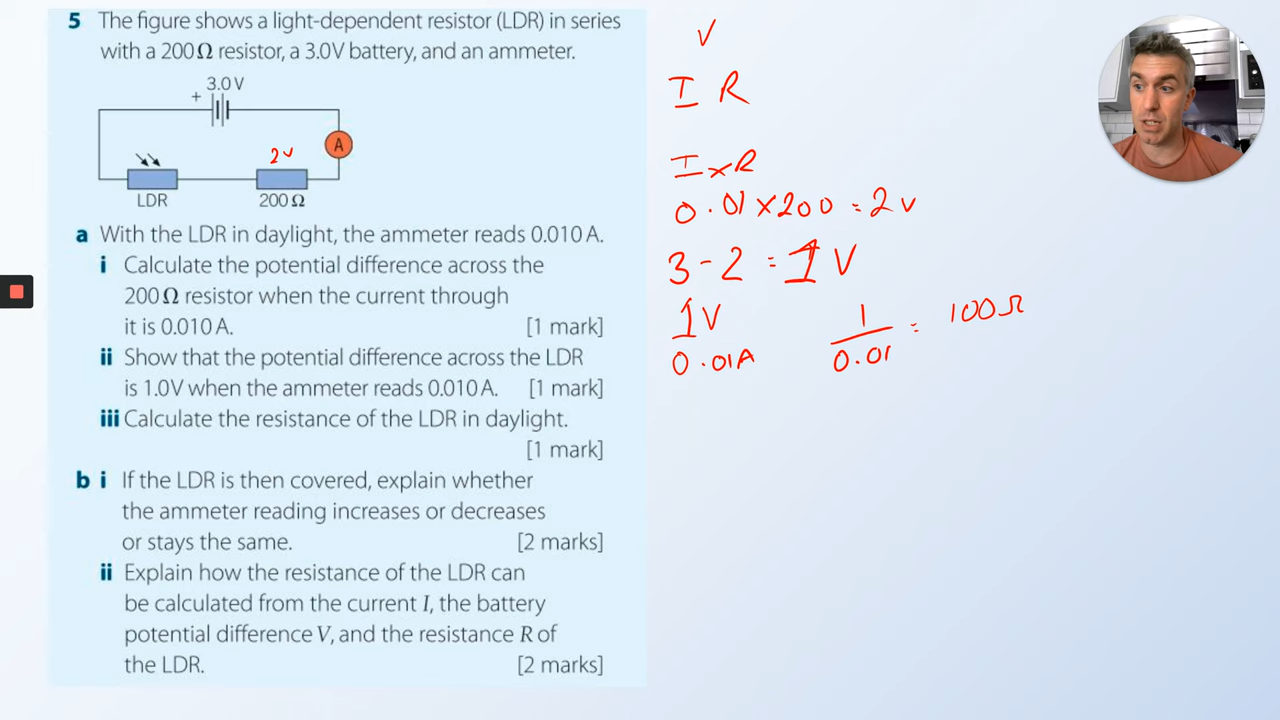 5 The figure shows a light-dependent resistor (LDR) in series
with a 200 Ω resistor, a 3.0V battery, and an ammeter.
3.0V
+
A
2v
LDR
200 Ω
a With the LDR in daylight, the ammeter reads 0.010 A.
i Calculate the potential difference across the
200 Ω resistor when the current through
it is 0.010 A. [1 mark]
ii Show that the potential difference across the LDR
is 1.0V when the ammeter reads 0.010 A. [1 mark]
iii Calculate the resistance of the LDR in daylight.
[1 mark]
b i If the LDR is then covered, explain whether
the ammeter reading increases or decreases
or stays the same. [2 marks]
ii Explain how the resistance of the LDR can
be calculated from the current I, the battery
potential difference V, and the resistance R of
the LDR. [2 marks]
V
I R
I×R
0.01×200 = 2v
3 - 2 = 1V
1V
0.01A
1
0.01
= 100Ω